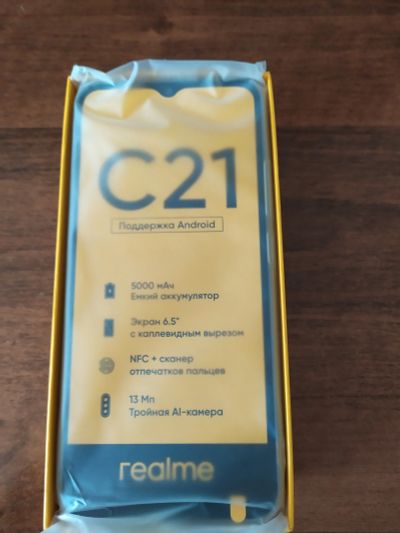 C21
Поддержка Android
5000 мАч
Емкий аккумулятор
Экран 6.5"
с каплевидным вырезом
NFC + сканер
отпечатков пальцев
13 Мп
Тройная AI-камера
realme